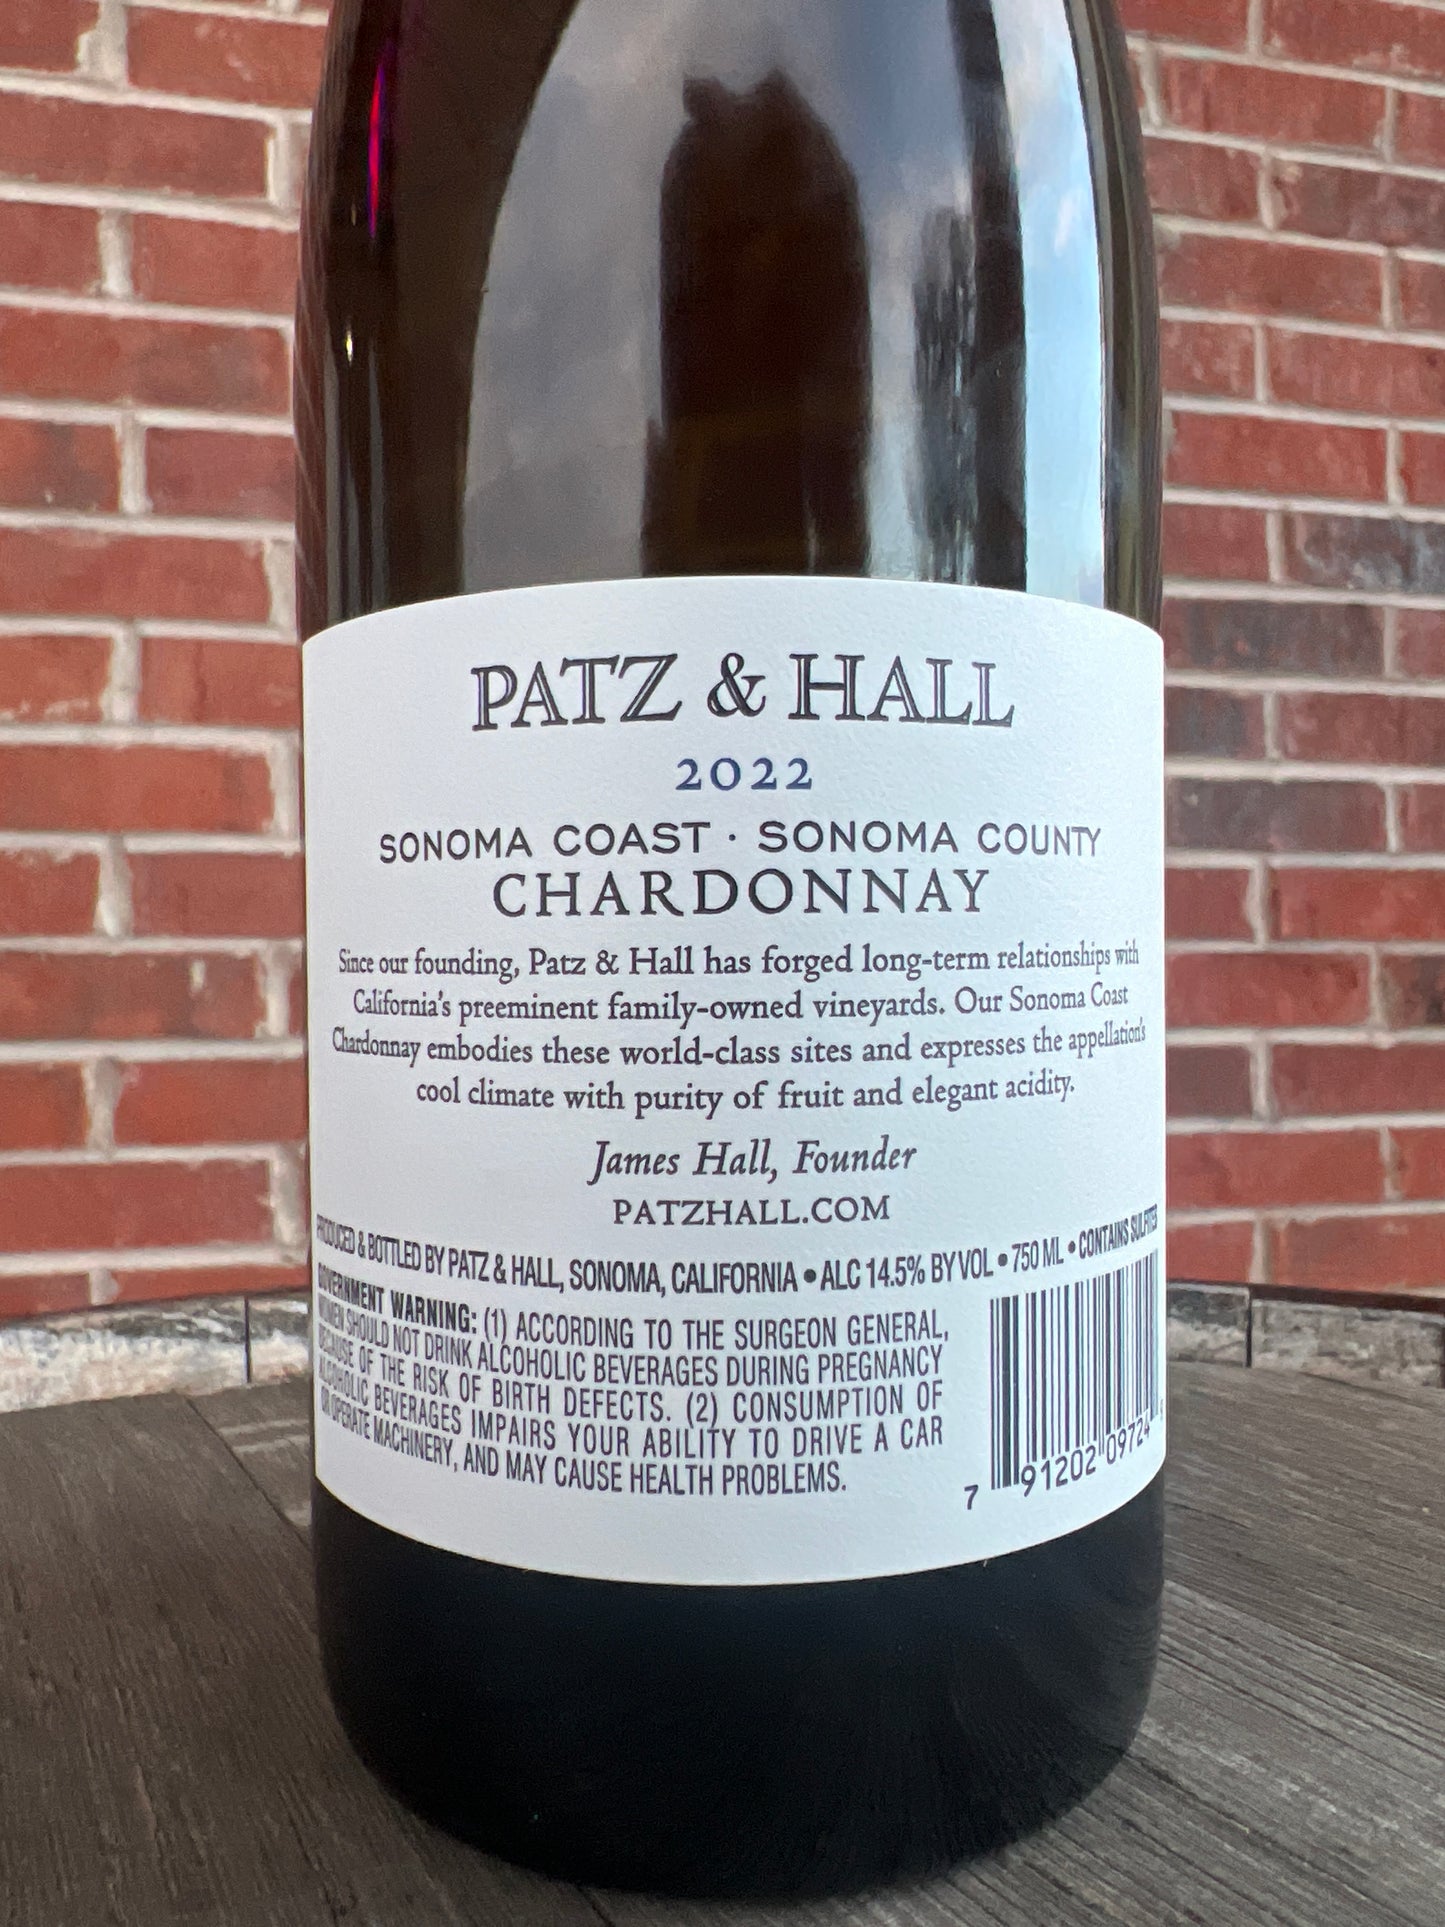 PATZ & HALL
2022
SONOMA COAST · SONOMA COUNTY
CHARDONNAY
Since our founding, Patz & Hall has forged long-term relationships with
California's preeminent family-owned vineyards. Our Sonoma Coast
Chardonnay embodies these world-class sites and expresses the appellation's
cool climate with purity of fruit and elegant acidity.
James Hall, Founder
PATZHALL.COM
PRODUCED & BOTTLED BY PATZ & HALL, SONOMA, CALIFORNIA • ALC 14.5% BY VOL • 750 ML • CONTAINS SULFITES
GOVERNMENT WARNING: (1) ACCORDING TO THE SURGEON GENERAL,
WOMEN SHOULD NOT DRINK ALCOHOLIC BEVERAGES DURING PREGNANCY
BECAUSE OF THE RISK OF BIRTH DEFECTS. (2) CONSUMPTION OF
ALCOHOLIC BEVERAGES IMPAIRS YOUR ABILITY TO DRIVE A CAR
OR OPERATE MACHINERY, AND MAY CAUSE HEALTH PROBLEMS.
7 91202 09724